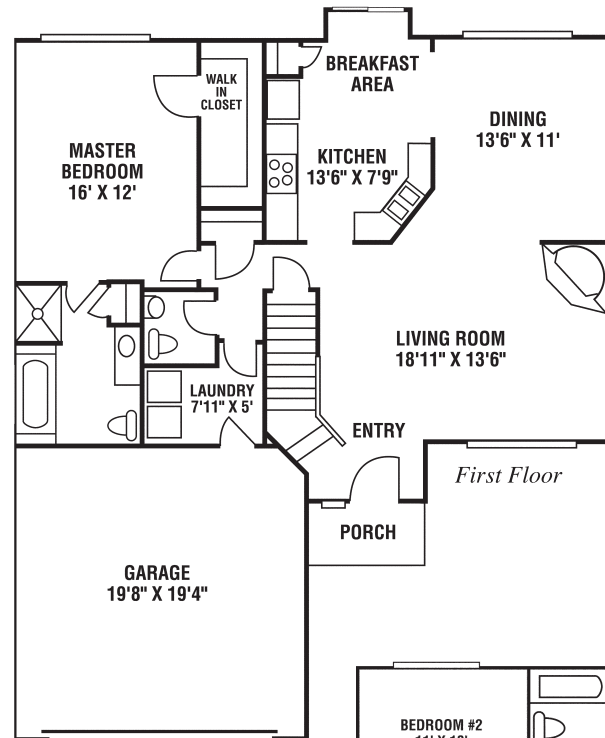 BREAKFAST
AREA
WALK
IN
CLOSET
DINING
13'6" X 11'
MASTER
BEDROOM
16' X 12'
KITCHEN
13'6" X 7'9"
LIVING ROOM
18'11" X 13'6"
LAUNDRY
7'11" X 5'
ENTRY
First Floor
PORCH
GARAGE
19'8" X 19'4"
BEDROOM #2